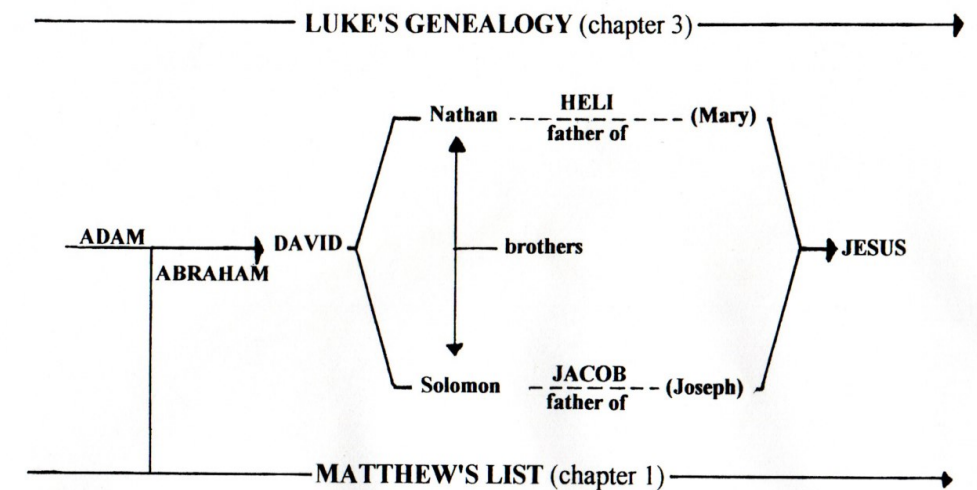 LUKE'S GENEALOGY (chapter 3)
Nathan
HELI
father of
(Mary)
ADAM
ABRAHAM
DAVID
brothers
JESUS
Solomon
JACOB
father of
(Joseph)
MATTHEW'S LIST (chapter 1)